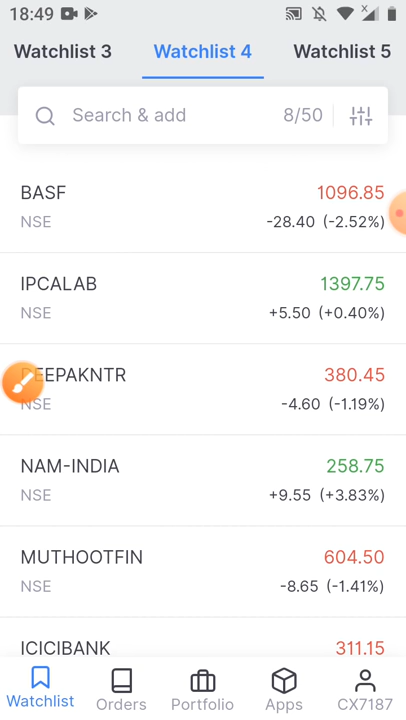 18:49
Watchlist 3 Watchlist 4 Watchlist 5
Search & add 8/50
BASF 1096.85
NSE -28.40 (-2.52%)
IPCALAB 1397.75
NSE +5.50 (+0.40%)
DEEPAKNTR 380.45
NSE -4.60 (-1.19%)
NAM-INDIA 258.75
NSE +9.55 (+3.83%)
MUTHOOTFIN 604.50
NSE -8.65 (-1.41%)
ICICIBANK 311.15
Watchlist Orders Portfolio Apps CX7187